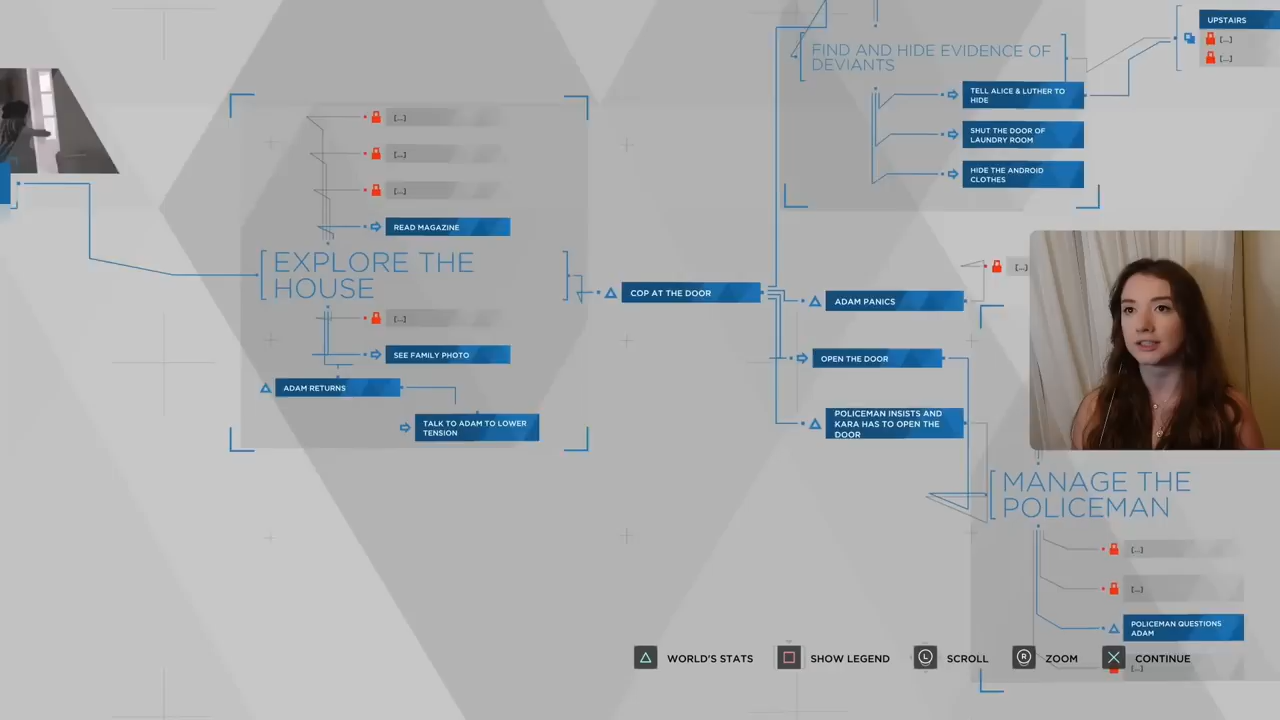 UPSTAIRS
[...]
[...]
FIND AND HIDE EVIDENCE OF
DEVIANTS
TELL ALICE & LUTHER TO
HIDE
SHUT THE DOOR OF
LAUNDRY ROOM
HIDE THE ANDROID
CLOTHES
[...]
[...]
[...]
READ MAGAZINE
EXPLORE THE
HOUSE
[...]
SEE FAMILY PHOTO
ADAM RETURNS
TALK TO ADAM TO LOWER
TENSION
COP AT THE DOOR
[...]
ADAM PANICS
OPEN THE DOOR
POLICEMAN INSISTS AND
KARA HAS TO OPEN THE
DOOR
MANAGE THE
POLICEMAN
[...]
[...]
POLICEMAN QUESTIONS
ADAM
[...]
WORLD'S STATS
SHOW LEGEND
L SCROLL
R ZOOM
CONTINUE